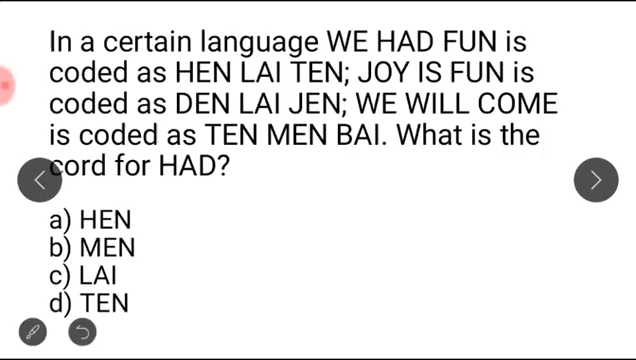 In a certain language WE HAD FUN is
coded as HEN LAI TEN; JOY IS FUN is
coded as DEN LAI JEN; WE WILL COME
is coded as TEN MEN BAI. What is the
cord for HAD?
a) HEN
b) MEN
c) LAI
d) TEN